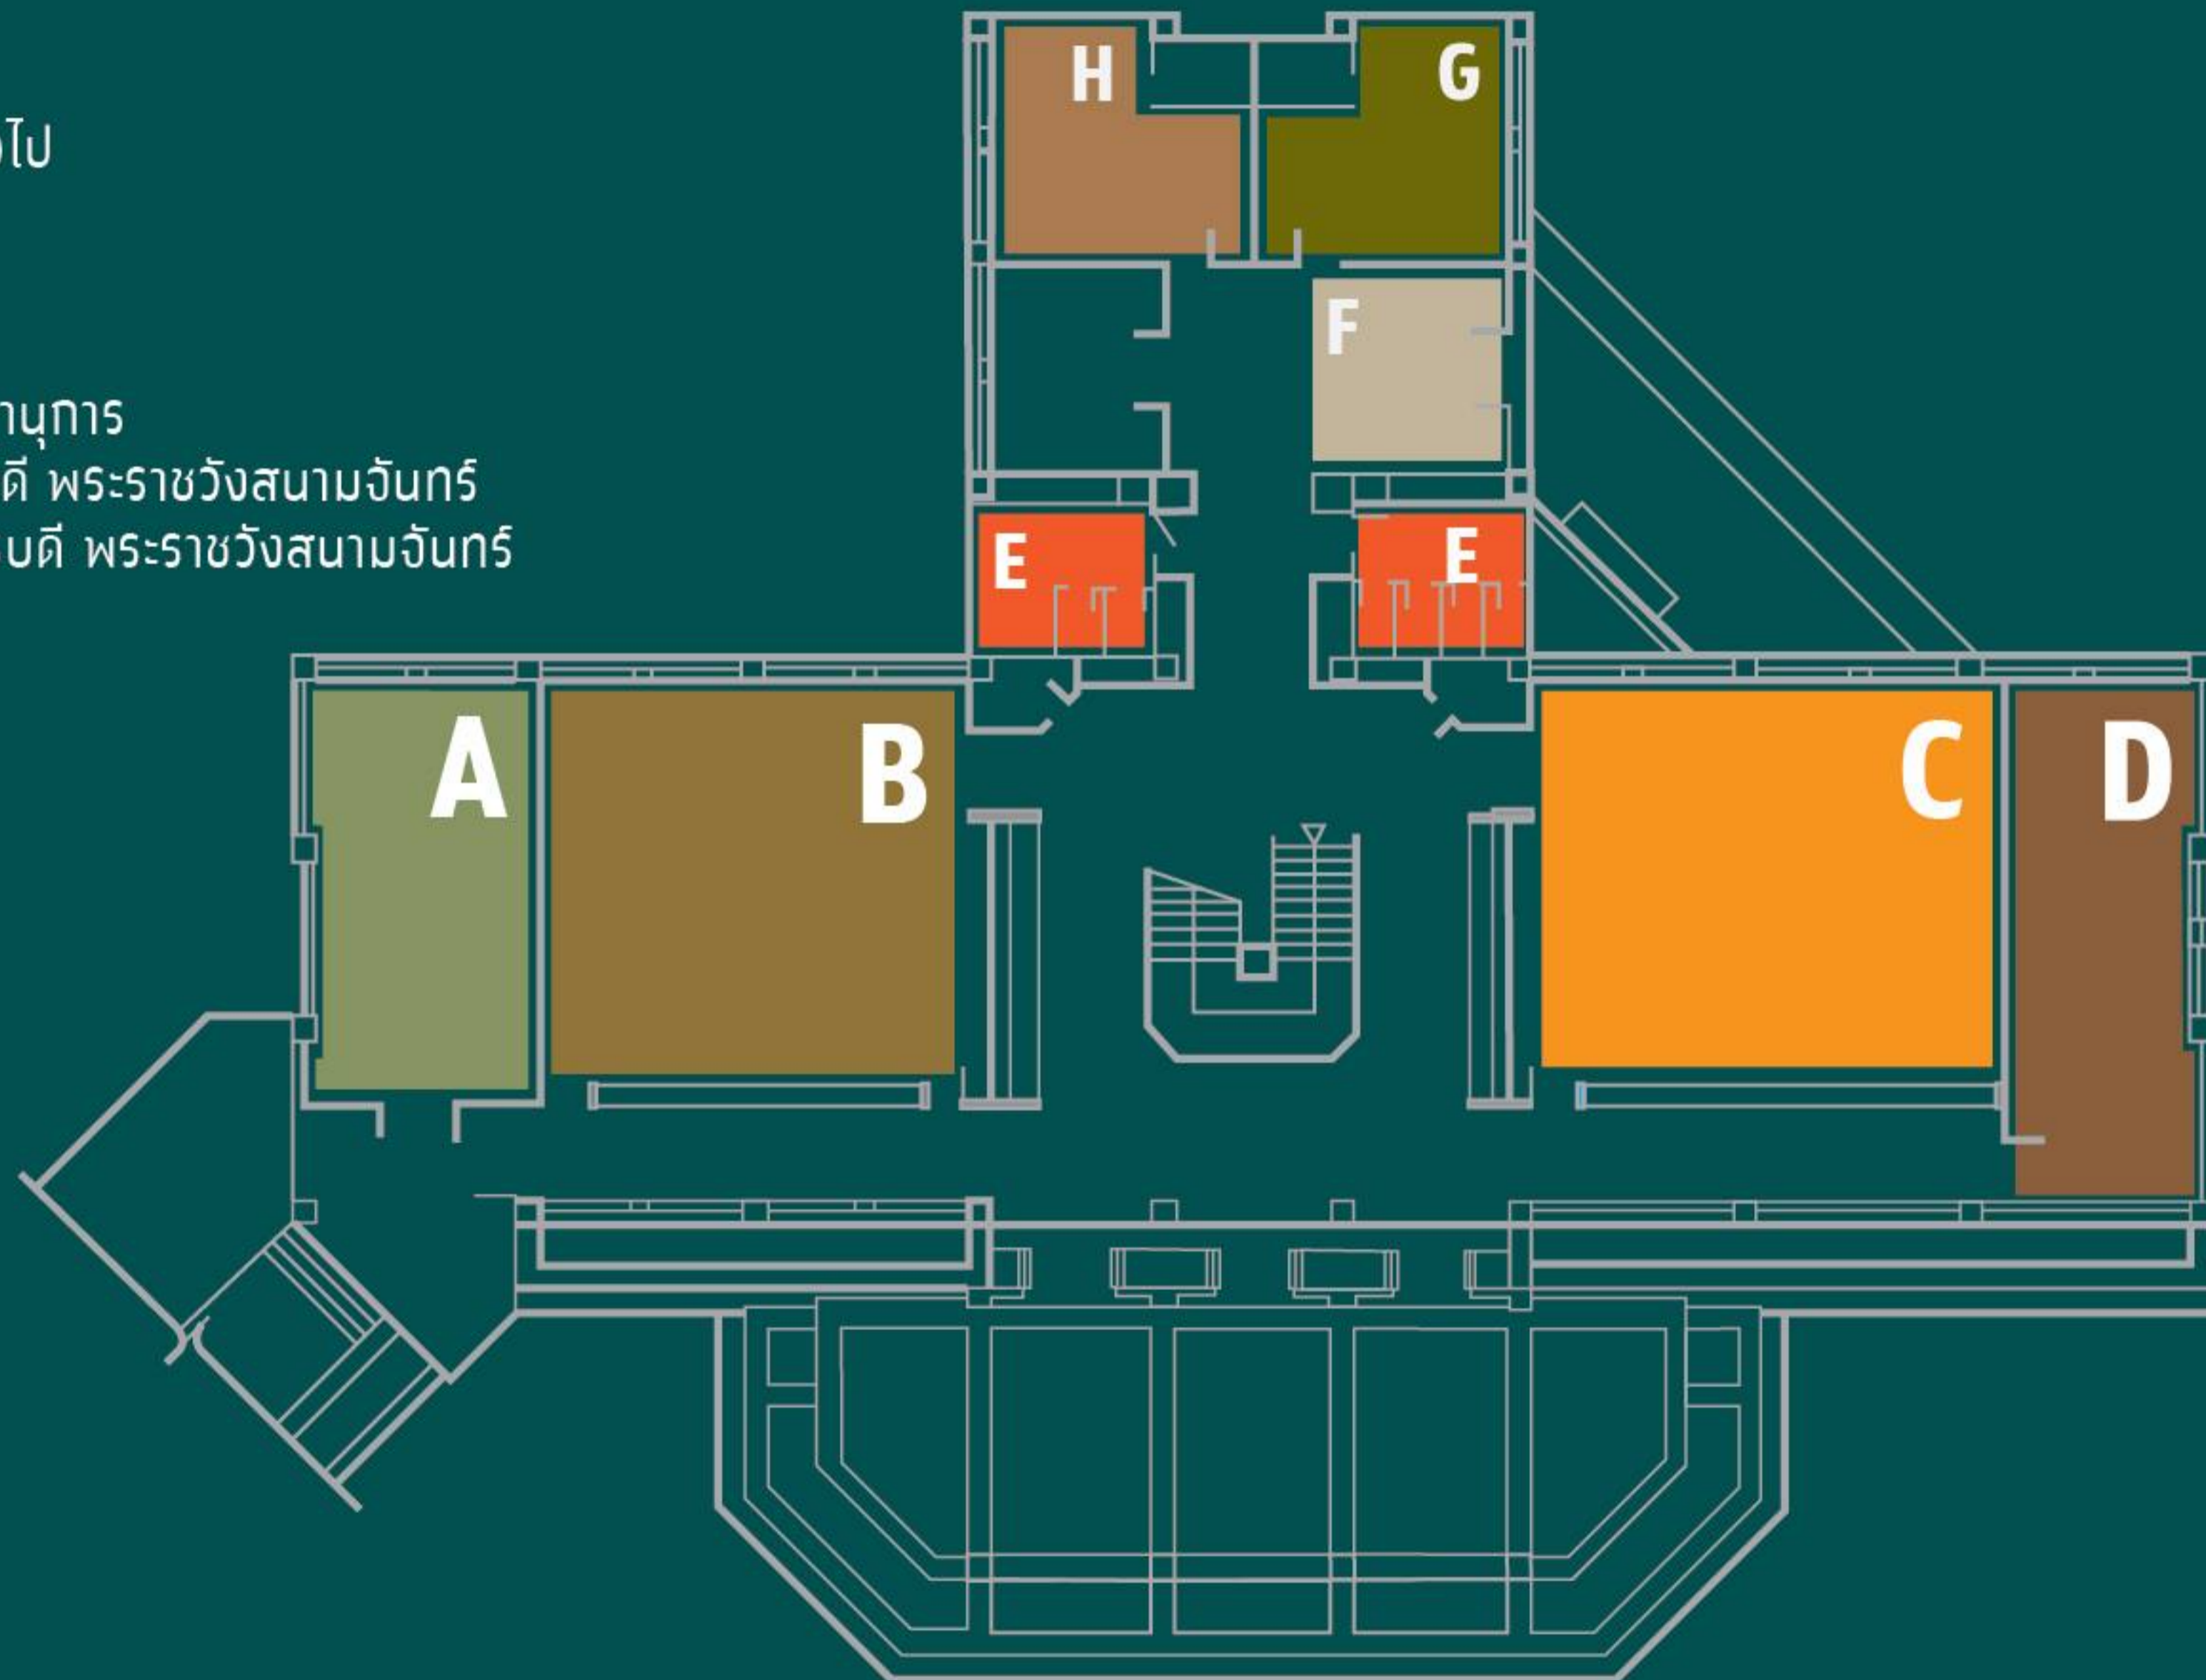 ไป
านุการ
ดี พระราชวังสนามจันทร์
บดี พระราชวังสนามจันทร์
H
G
F
E
E
A
B
C
D